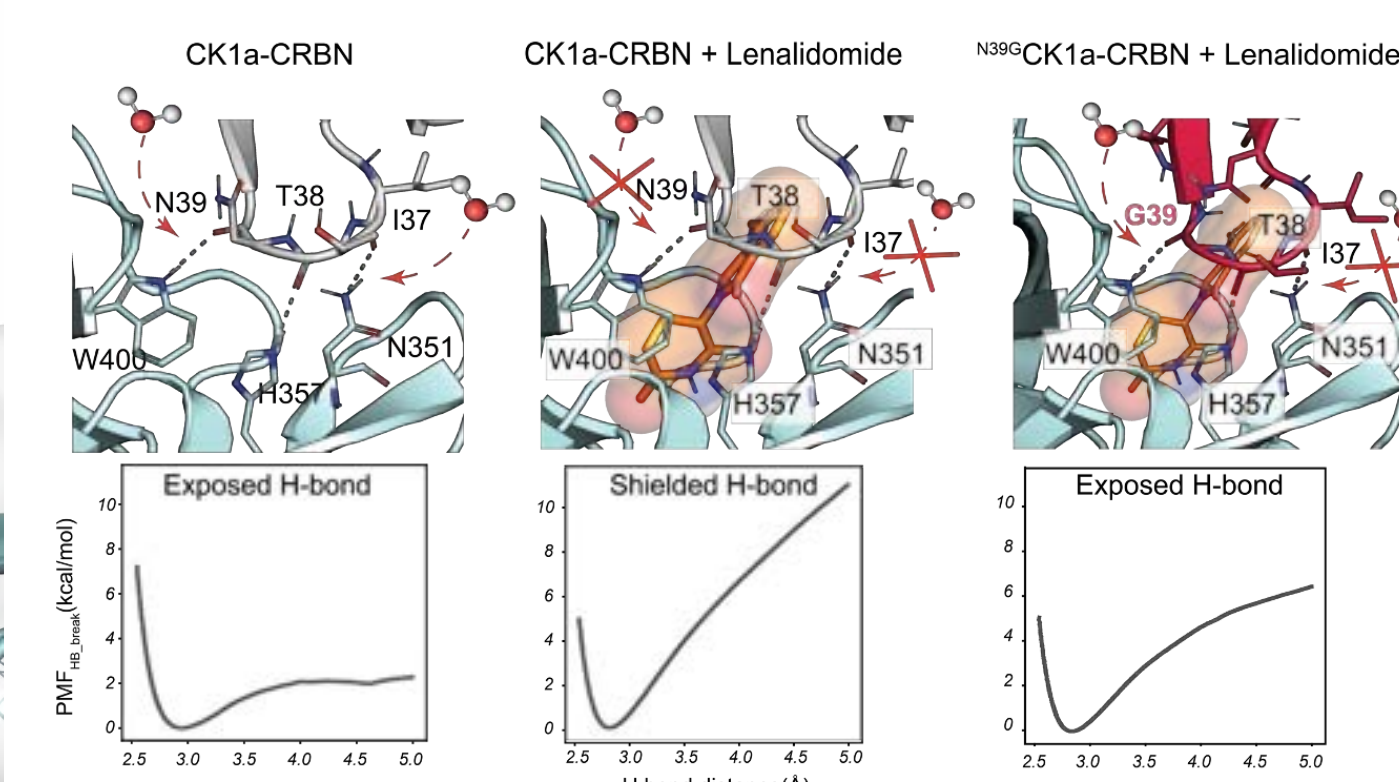 CK1a-CRBN
CK1a-CRBN + Lenalidomide
N39GCK1a-CRBN + Lenalidomide
N39
T38
I37
W400
H357
N351
N39
T38
I37
W400
H357
N351
G39
T38
I37
W400
H357
N351
Exposed H-bond
PMFHB_break(kcal/mol)
10
8
6
4
2
0
2.5 3.0 3.5 4.0 4.5 5.0
Shielded H-bond
10
8
6
4
2
0
2.5 3.0 3.5 4.0 4.5 5.0
Exposed H-bond
10
8
6
4
2
0
2.5 3.0 3.5 4.0 4.5 5.0